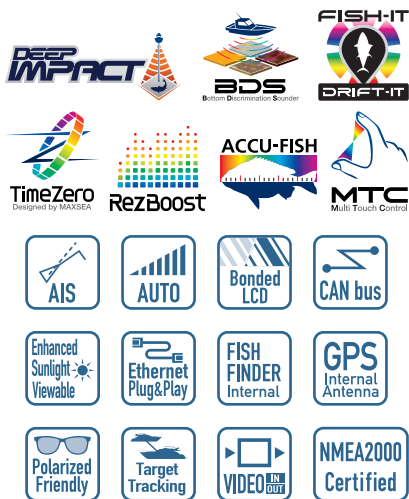 DEEP
IMPACT
BDS
Bottom Discrimination Sounder
FISH-IT
DRIFT-IT
TimeZero
Designed by MAXSEA
RezBoost
ACCU-FISH
MTC
Multi Touch Control
AIS
AUTO
Bonded
LCD
CAN bus
Enhanced
Sunlight
Viewable
Ethernet
Plug&Play
FISH
FINDER
Internal
GPS
Internal
Antenna
Polarized
Friendly
Target
Tracking
VIDEO IN
OUT
NMEA2000
Certified